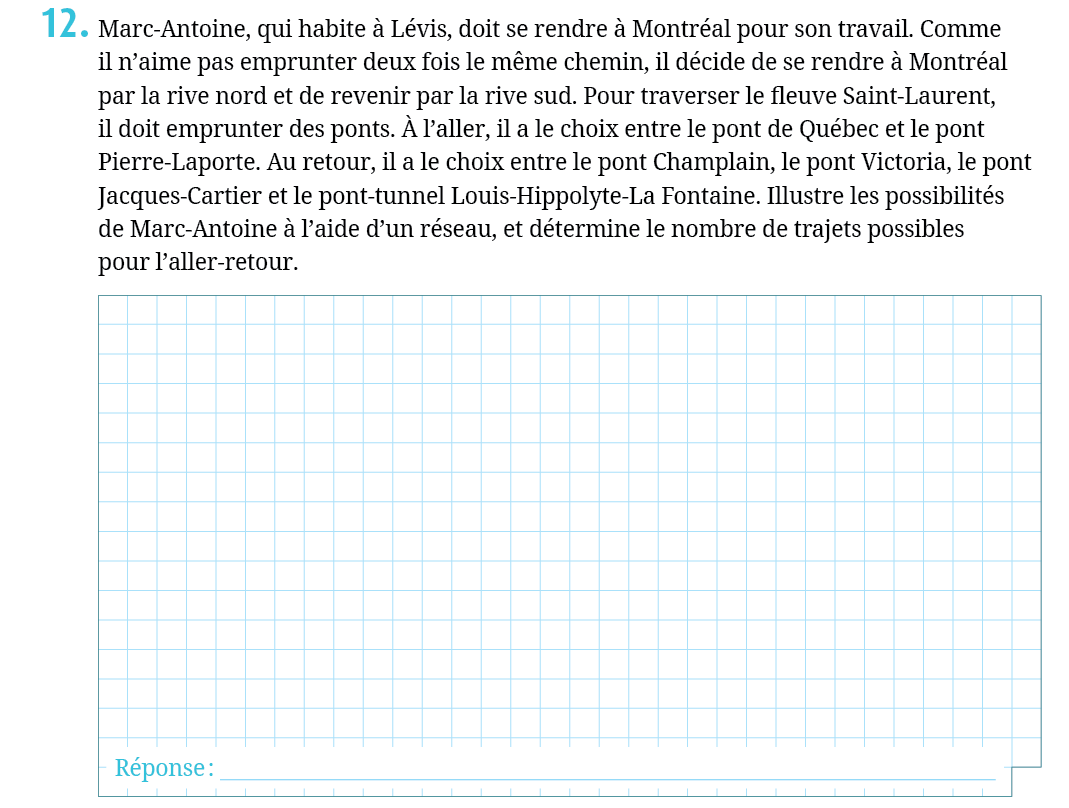 12. Marc-Antoine, qui habite à Lévis, doit se rendre à Montréal pour son travail. Comme
il n’aime pas emprunter deux fois le même chemin, il décide de se rendre à Montréal
par la rive nord et de revenir par la rive sud. Pour traverser le fleuve Saint-Laurent,
il doit emprunter des ponts. À l’aller, il a le choix entre le pont de Québec et le pont
Pierre-Laporte. Au retour, il a le choix entre le pont Champlain, le pont Victoria, le pont
Jacques-Cartier et le pont-tunnel Louis-Hippolyte-La Fontaine. Illustre les possibilités
de Marc-Antoine à l’aide d’un réseau, et détermine le nombre de trajets possibles
pour l’aller-retour.
Réponse :